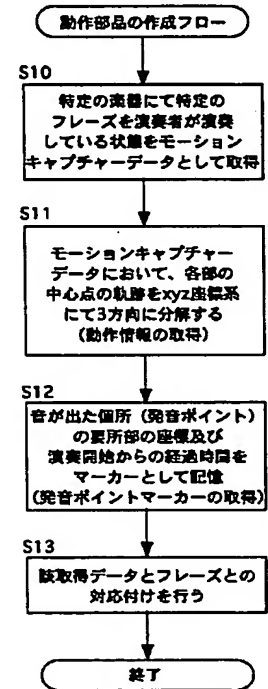 動作部品の作成フロー
S10
特定の楽器にて特定の
フレーズを演奏者が演奏
している状態をモーション
キャプチャーデータとして取得
S11
モーションキャプチャー
データにおいて、各部の
中心点の軌跡をxyz座標系
にて3方向に分解する
(動作情報の取得)
S12
音が出た個所(発音ポイント)
の要所部の座標及び
演奏開始からの経過時間を
マーカーとして記憶
(発音ポイントマーカーの取得)
S13
該取得データとフレーズとの
対応付けを行う
終了